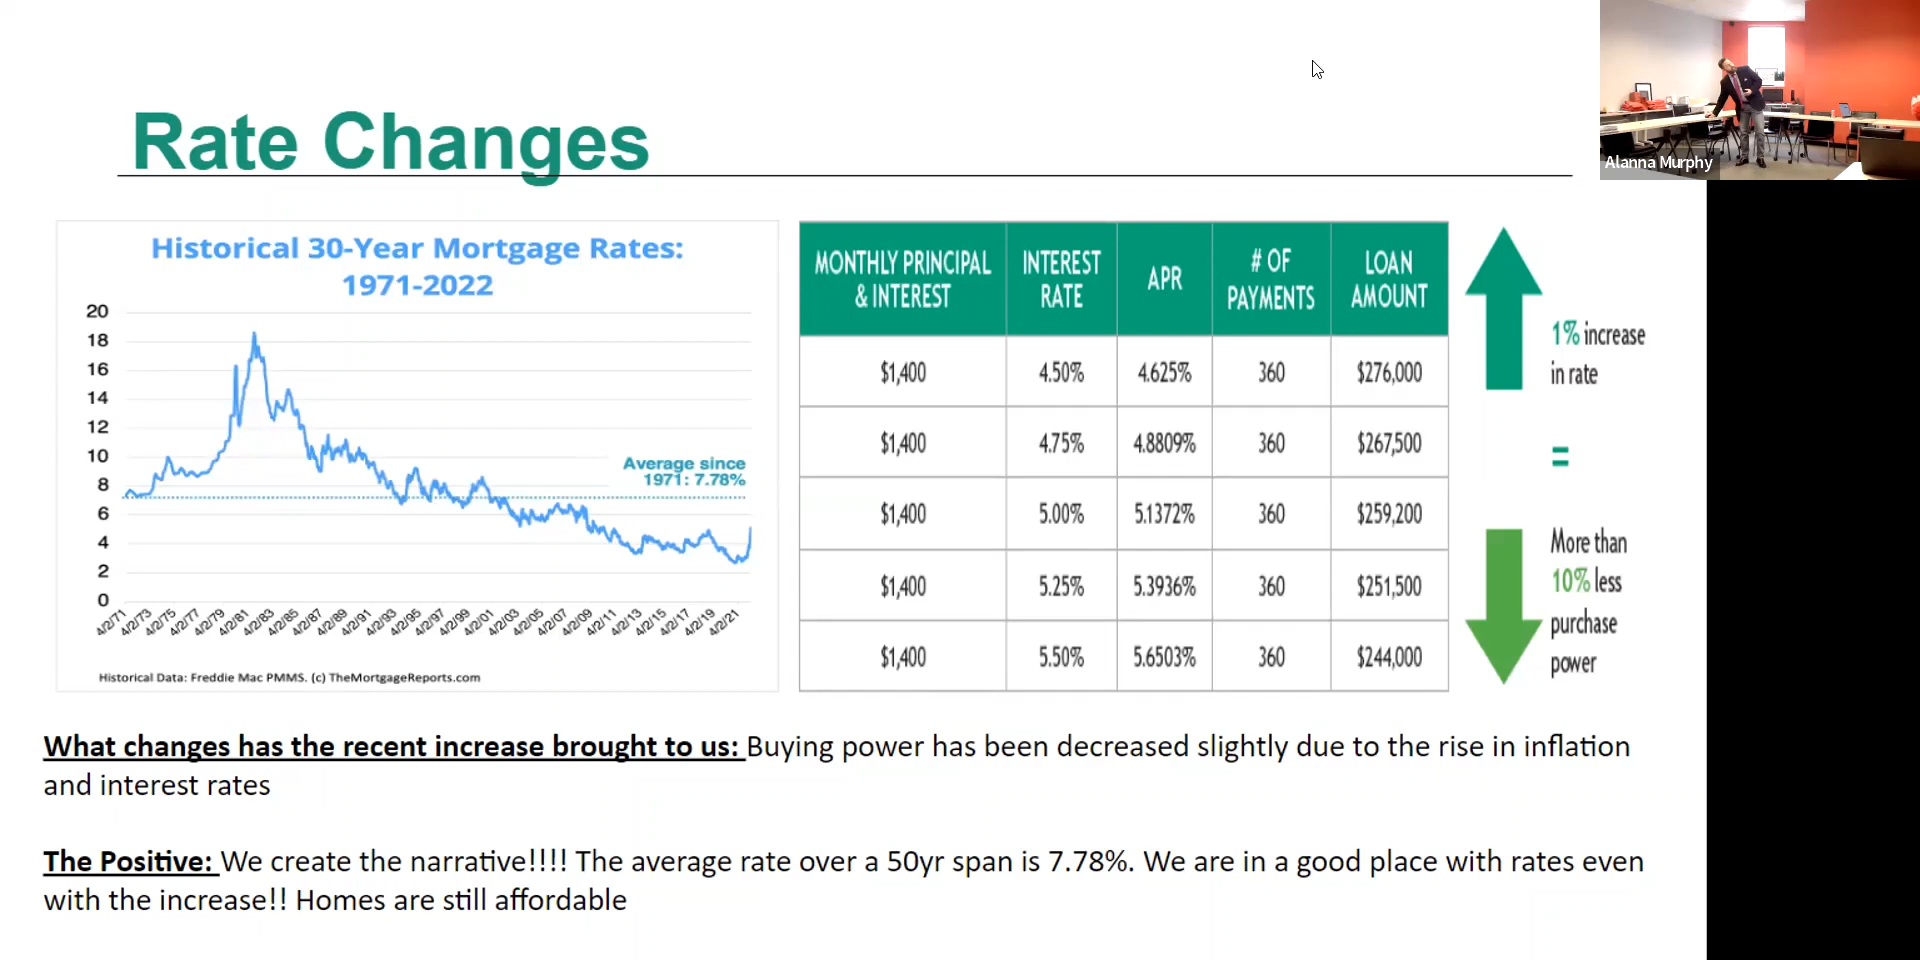 Rate Changes
Alanna Murphy
Historical 30-Year Mortgage Rates:
1971-2022
20
18
16
14
12
10
8
6
4
2
0
Average since
1971: 7.78%
4/2/71 4/2/73 4/2/75 4/2/77 4/2/79 4/2/81 4/2/83 4/2/85 4/2/87 4/2/89 4/2/91 4/2/93 4/2/95 4/2/97 4/2/99 4/2/01 4/2/03 4/2/05 4/2/07 4/2/09 4/2/11 4/2/13 4/2/15 4/2/17 4/2/19 4/2/21
Historical Data: Freddie Mac PMMS. (c) TheMortgageReports.com
MONTHLY PRINCIPAL & INTEREST INTEREST RATE APR # OF PAYMENTS LOAN AMOUNT
$1,400 4.50% 4.625% 360 $276,000
$1,400 4.75% 4.8809% 360 $267,500
$1,400 5.00% 5.1372% 360 $259,200
$1,400 5.25% 5.3936% 360 $251,500
$1,400 5.50% 5.6503% 360 $244,000
1% increase
in rate
=
More than
10% less
purchase
power
What changes has the recent increase brought to us: Buying power has been decreased slightly due to the rise in inflation
and interest rates
The Positive: We create the narrative!!!! The average rate over a 50yr span is 7.78%. We are in a good place with rates even
with the increase!! Homes are still affordable